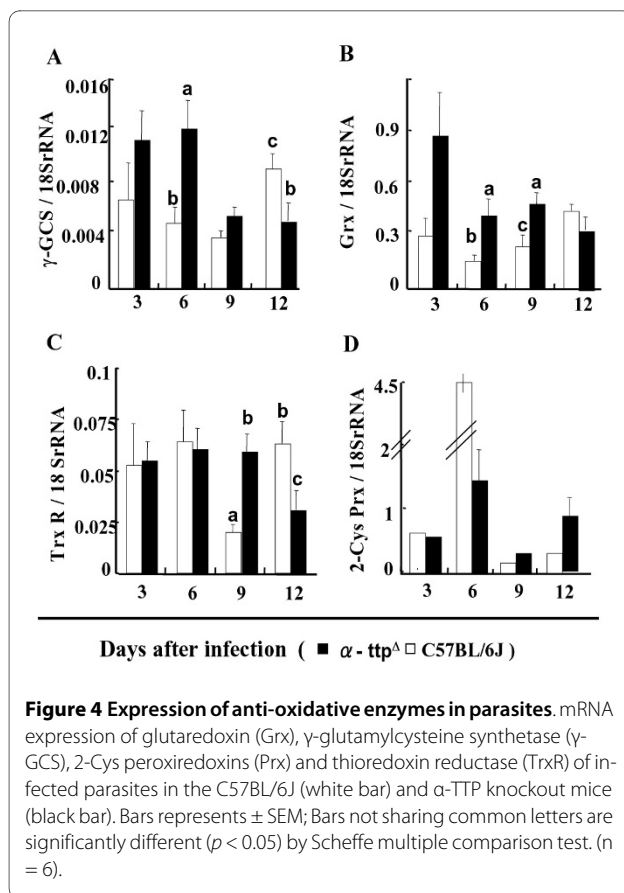 A
B
0.016
0.012
0.008
0.004
0
γ-GCS / 18SrRNA
b
a
c
b
3 6 9 12
0.9
0.6
0.3
0
Grx / 18SrRNA
b
a
c
a
3 6 9 12
C
D
0.1
0.075
0.05
0.025
0
Trx R / 18 SrRNA
a
b
b
c
3 6 9 12
4.5
2
1
0
2-Cys Prx / 18SrRNA
3 6 9 12
Days after infection ( ■ α - ttpΔ □ C57BL/6J )
Figure 4 Expression of anti-oxidative enzymes in parasites. mRNA
expression of glutaredoxin (Grx), γ-glutamylcysteine synthetase (γ-
GCS), 2-Cys peroxiredoxins (Prx) and thioredoxin reductase (TrxR) of in-
fected parasites in the C57BL/6J (white bar) and α-TTP knockout mice
(black bar). Bars represents ± SEM; Bars not sharing common letters are
significantly different (p < 0.05) by Scheffe multiple comparison test. (n
= 6).